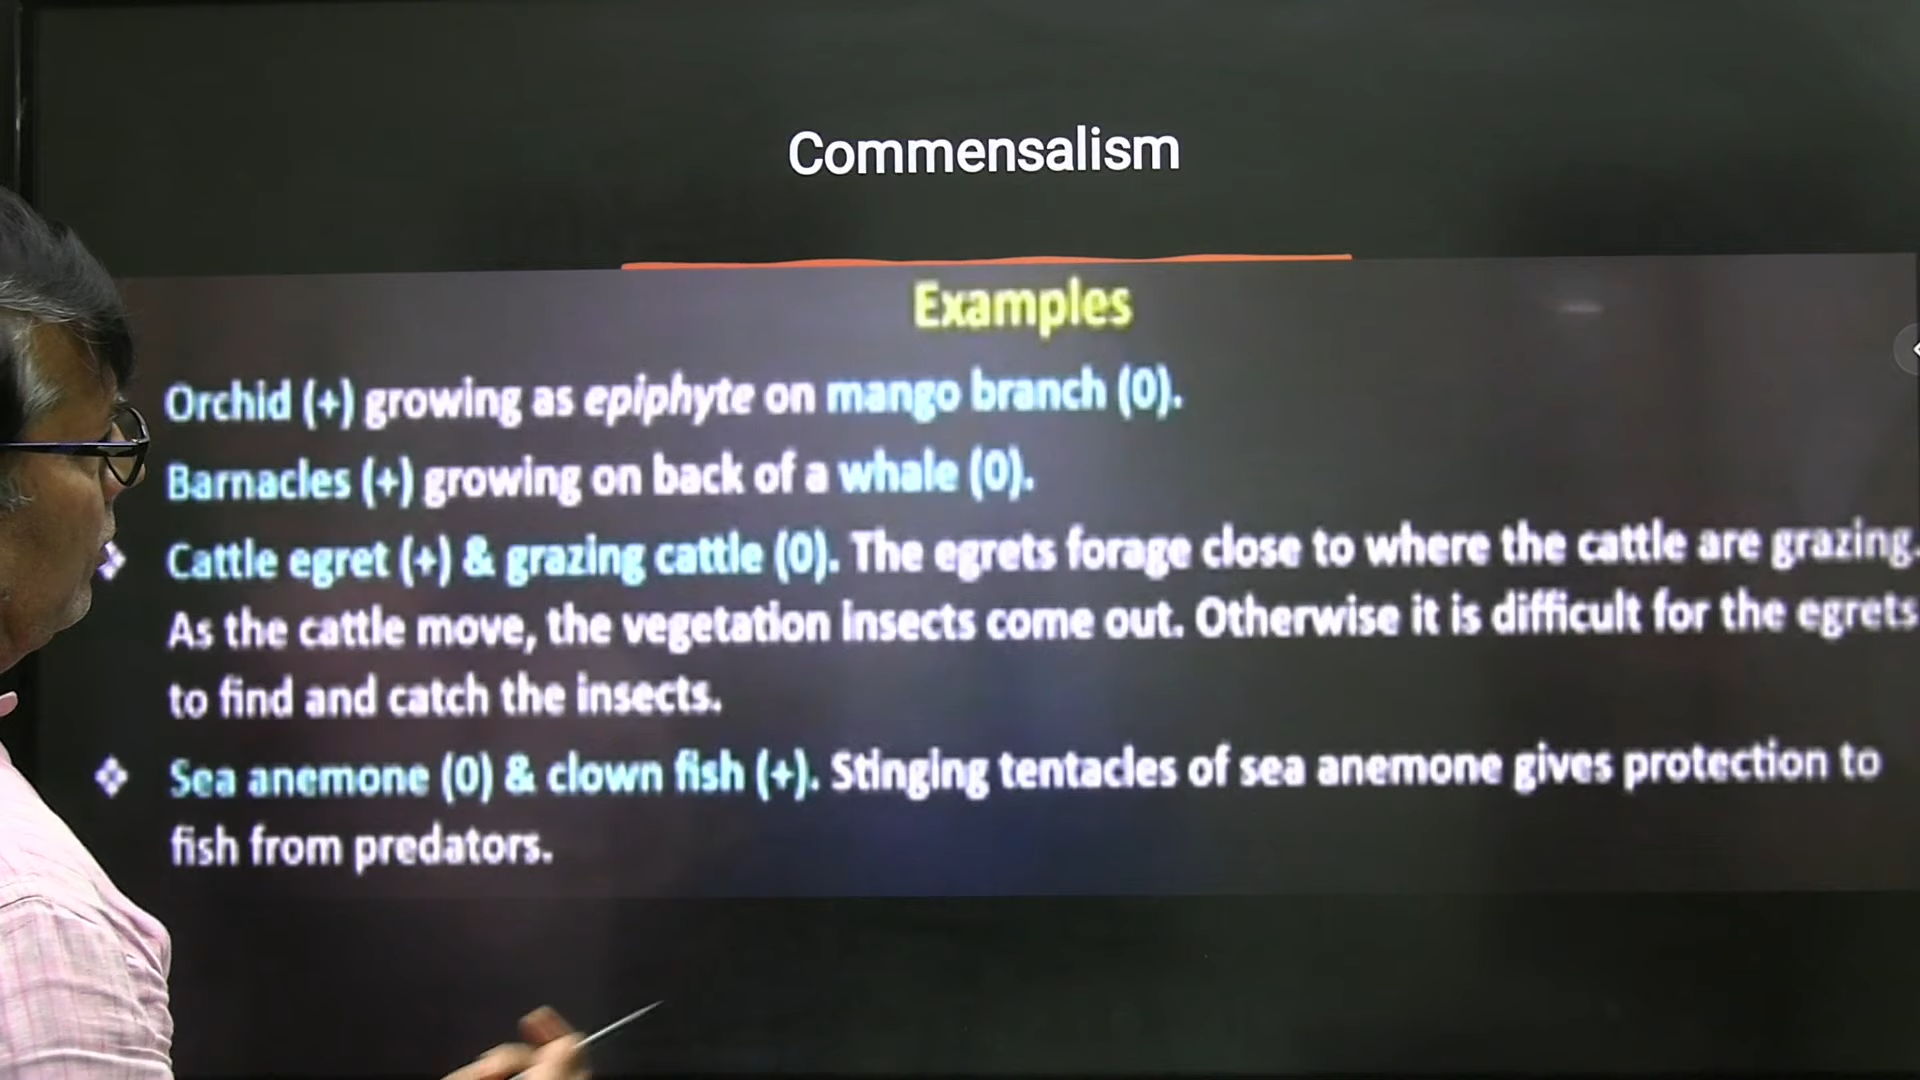 Commensalism
Examples
Orchid (+) growing as epiphyte on mango branch (0).
Barnacles (+) growing on back of a whale (0).
❖ Cattle egret (+) & grazing cattle (0). The egrets forage close to where the cattle are grazing.
As the cattle move, the vegetation insects come out. Otherwise it is difficult for the egrets
to find and catch the insects.
❖ Sea anemone (0) & clown fish (+). Stinging tentacles of sea anemone gives protection to
fish from predators.